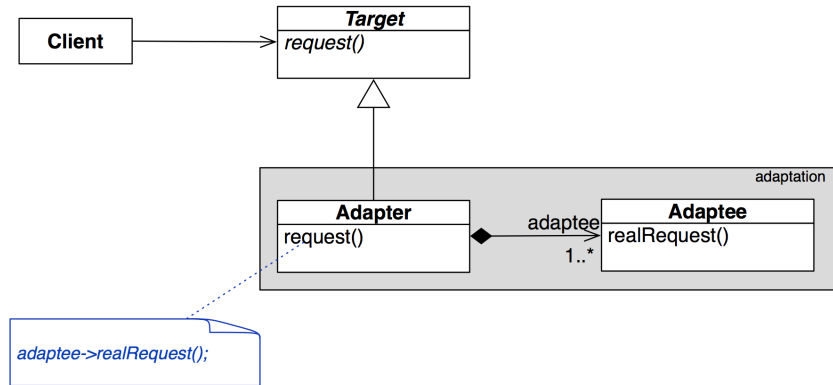 Client
Target
request()
adaptation
Adapter
request()
adaptee
1..*
Adaptee
realRequest()
adaptee->realRequest();